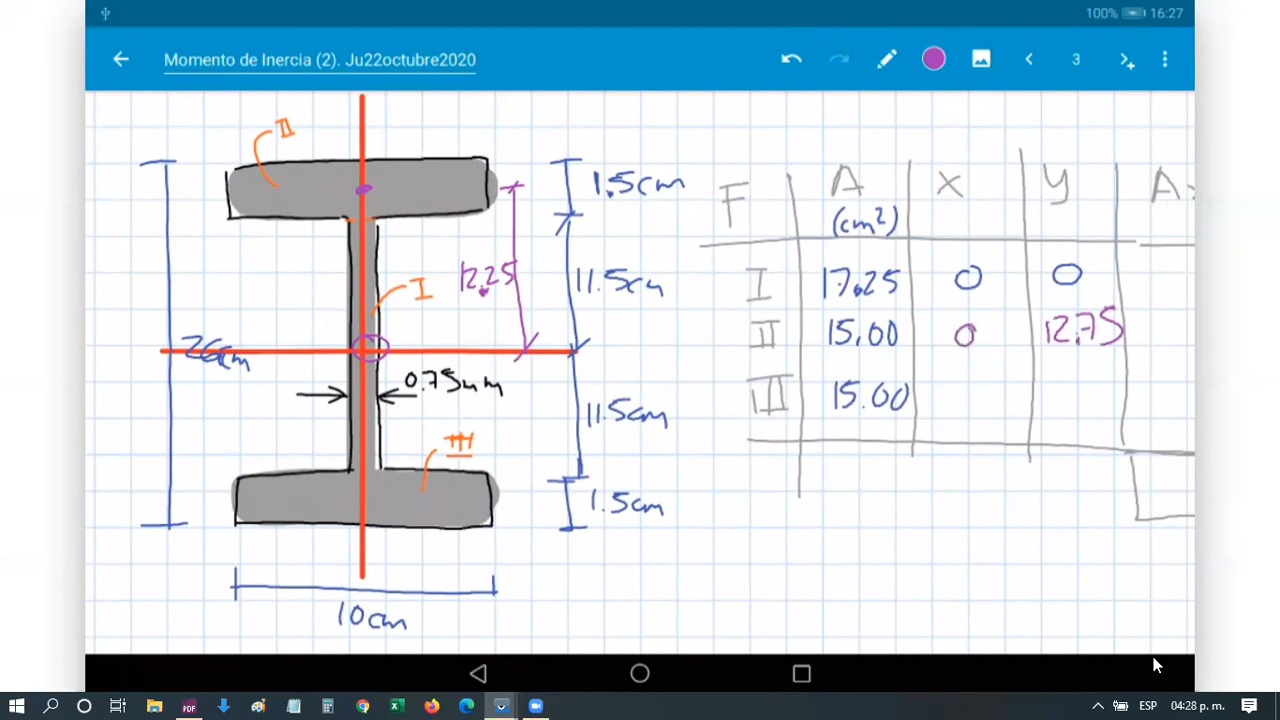 100% 16:27
Momento de Inercia (2). Ju22octubre2020
3
II
1.5cm
12.25
I
11.5cm
26cm
0.75mm
11.5cm
III
1.5cm
10cm
F A X Y A
(cm²)
I 17.25 0 0
II 15.00 0 12.75
III 15.00
ESP 04:28 p. m.